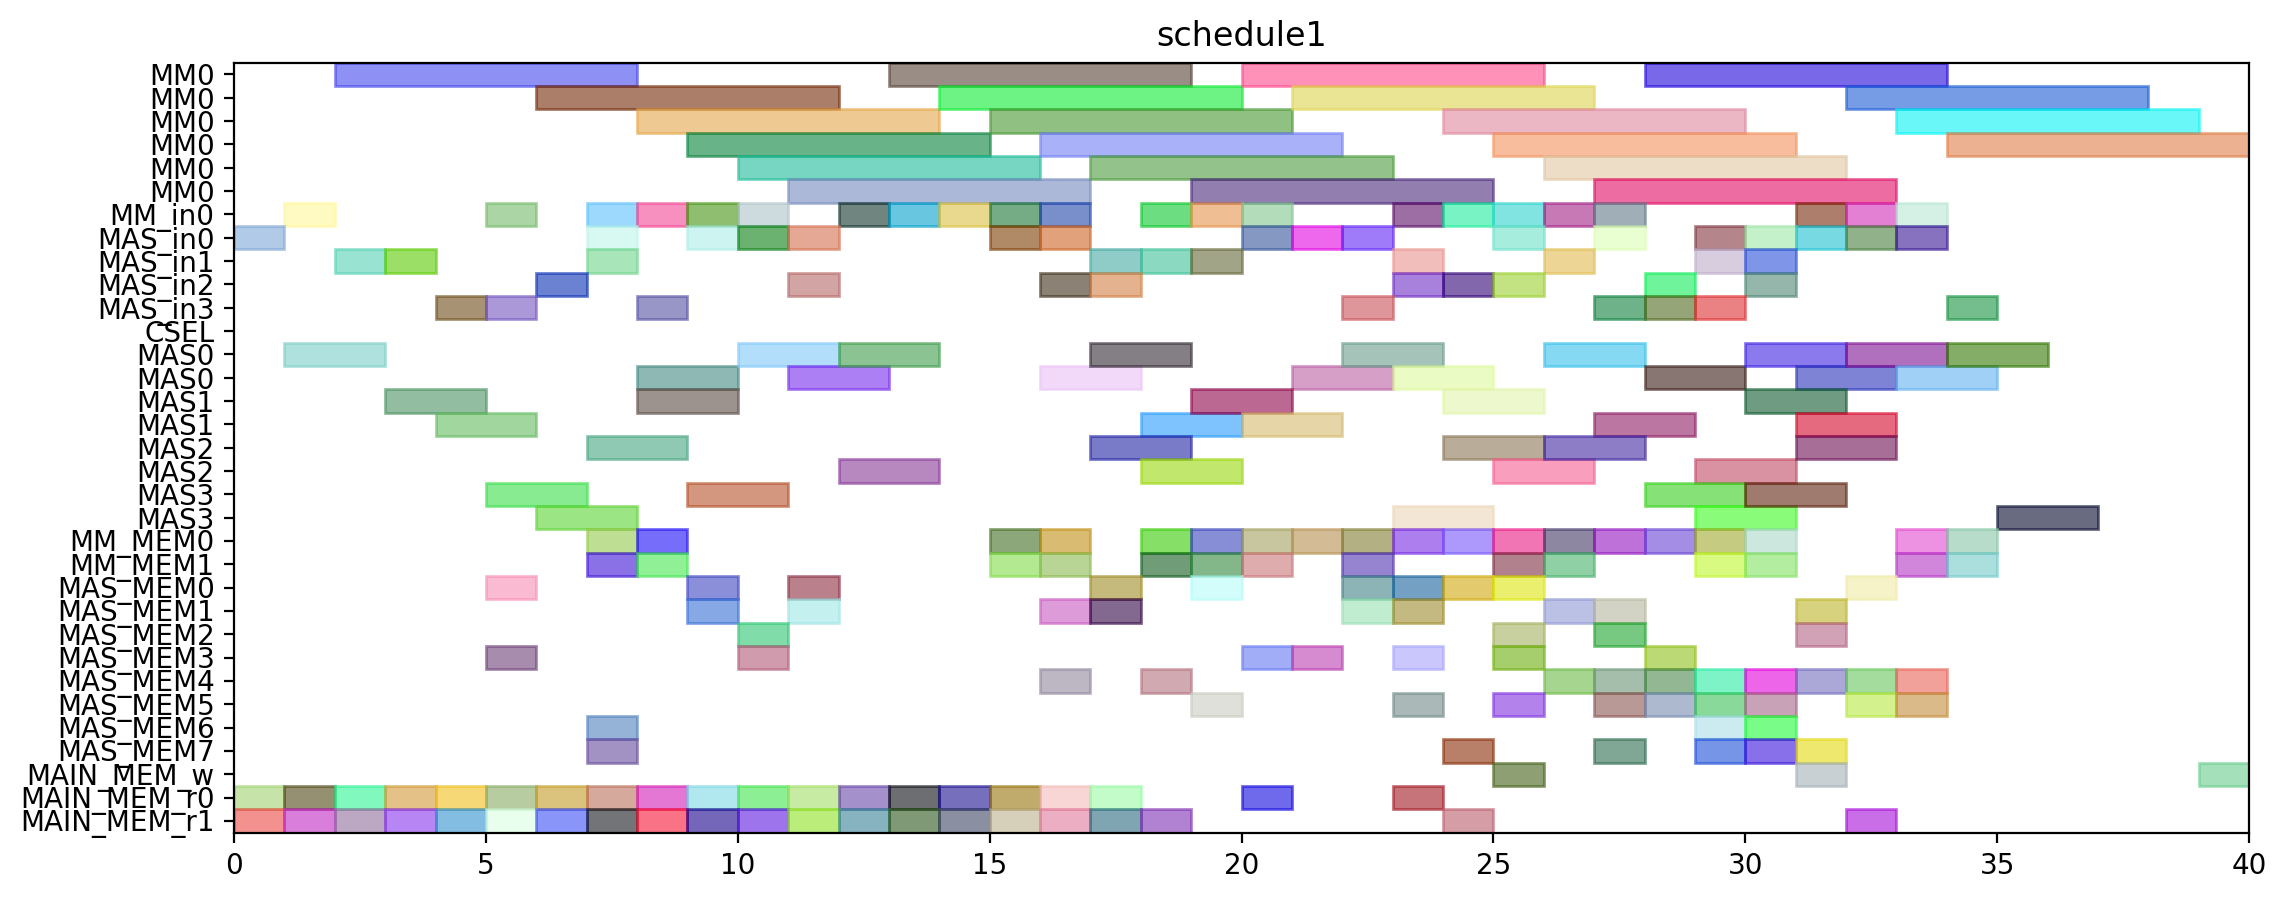 schedule1
MM0
MM0
MM0
MM0
MM0
MM0
MM_in0
MAS_in0
MAS_in1
MAS_in2
MAS_in3
CSEL
MAS0
MAS0
MAS1
MAS1
MAS2
MAS2
MAS3
MAS3
MM_MEM0
MM_MEM1
MAS_MEM0
MAS_MEM1
MAS_MEM2
MAS_MEM3
MAS_MEM4
MAS_MEM5
MAS_MEM6
MAS_MEM7
MAIN_MEM_w
MAIN_MEM_r0
MAIN_MEM_r1
0 5 10 15 20 25 30 35 40